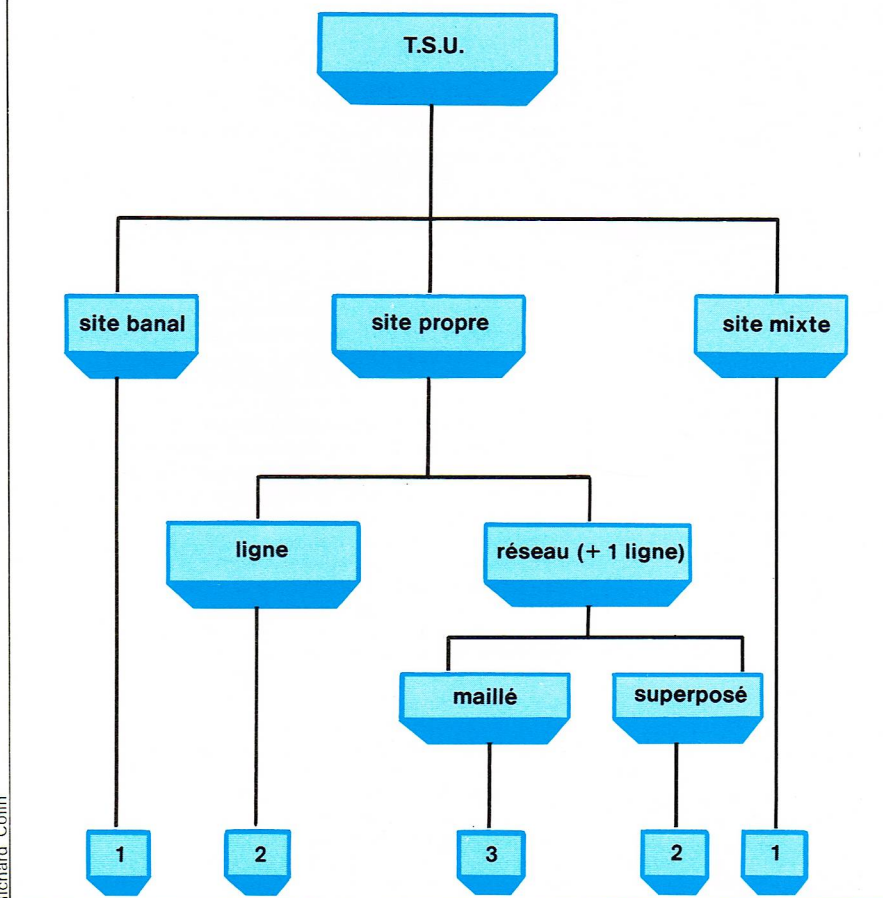 T.S.U.
site banal
site propre
site mixte
ligne
réseau (+ 1 ligne)
maillé
superposé
1
2
3
2
1